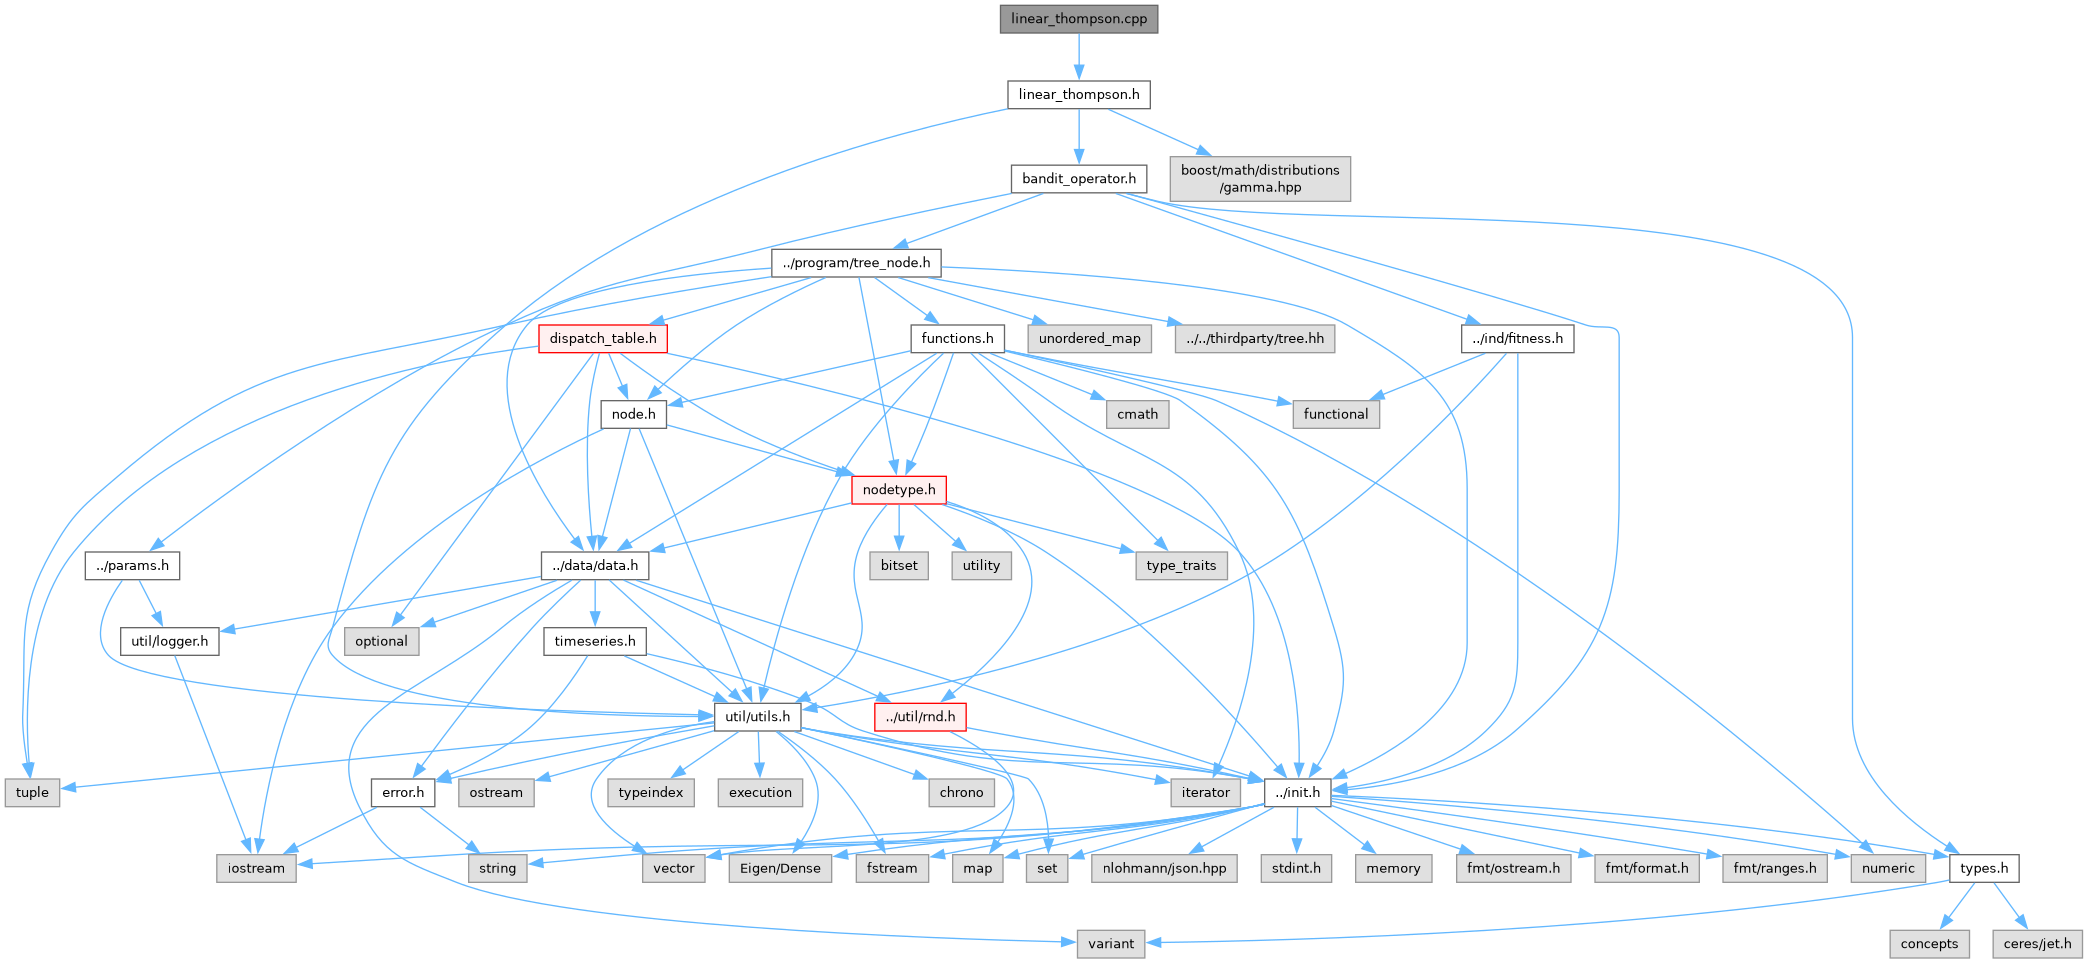 linear_thompson.cpp
linear_thompson.h
bandit_operator.h
boost/math/distributions
/gamma.hpp
../program/tree_node.h
dispatch_table.h
functions.h
unordered_map
../../thirdparty/tree.hh
../ind/fitness.h
node.h
cmath
functional
nodetype.h
../params.h
../data/data.h
bitset
utility
type_traits
util/logger.h
optional
timeseries.h
util/utils.h
../util/rnd.h
tuple
error.h
ostream
typeindex
execution
chrono
iterator
../init.h
iostream
string
vector
Eigen/Dense
fstream
map
set
nlohmann/json.hpp
stdint.h
memory
fmt/ostream.h
fmt/format.h
fmt/ranges.h
numeric
types.h
variant
concepts
ceres/jet.h